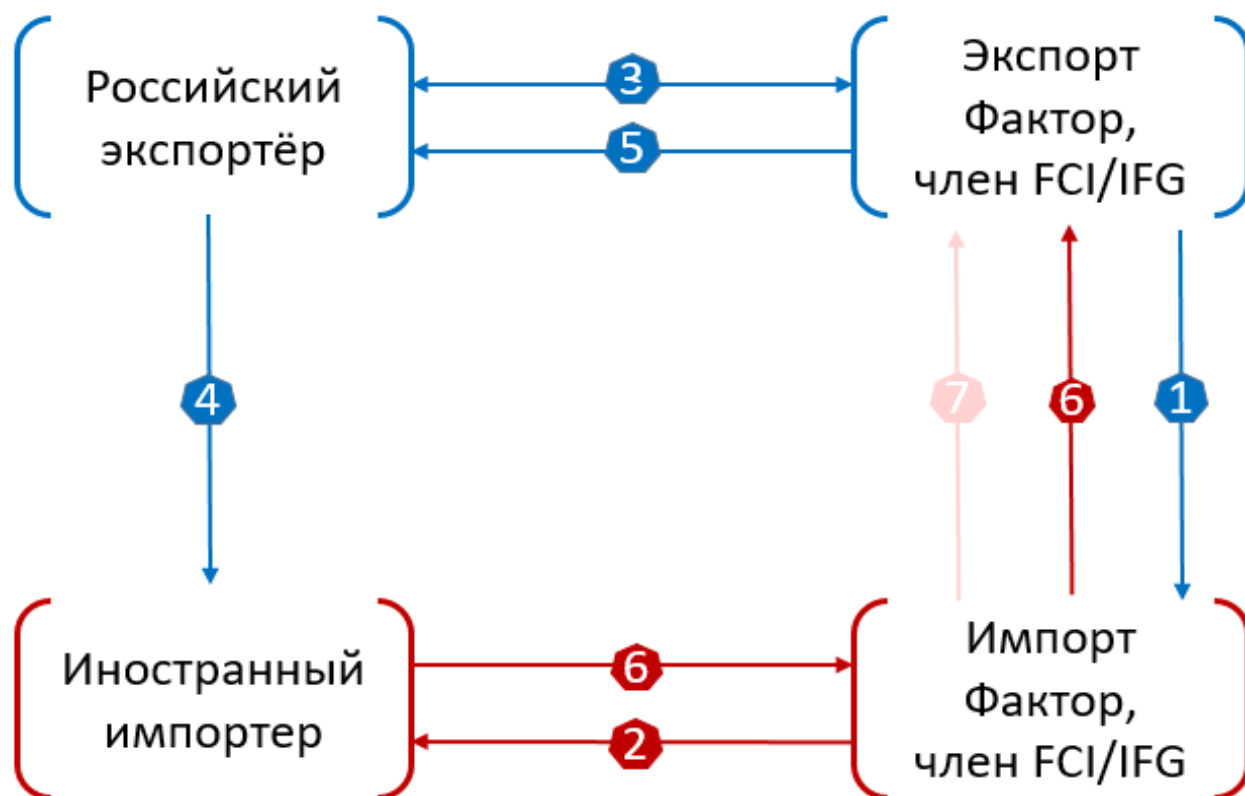 Российский
экспортёр
3
5
Экспорт
Фактор,
член FCI/IFG
4
7
6
1
Иностранный
импортер
6
2
Импорт
Фактор,
член FCI/IFG